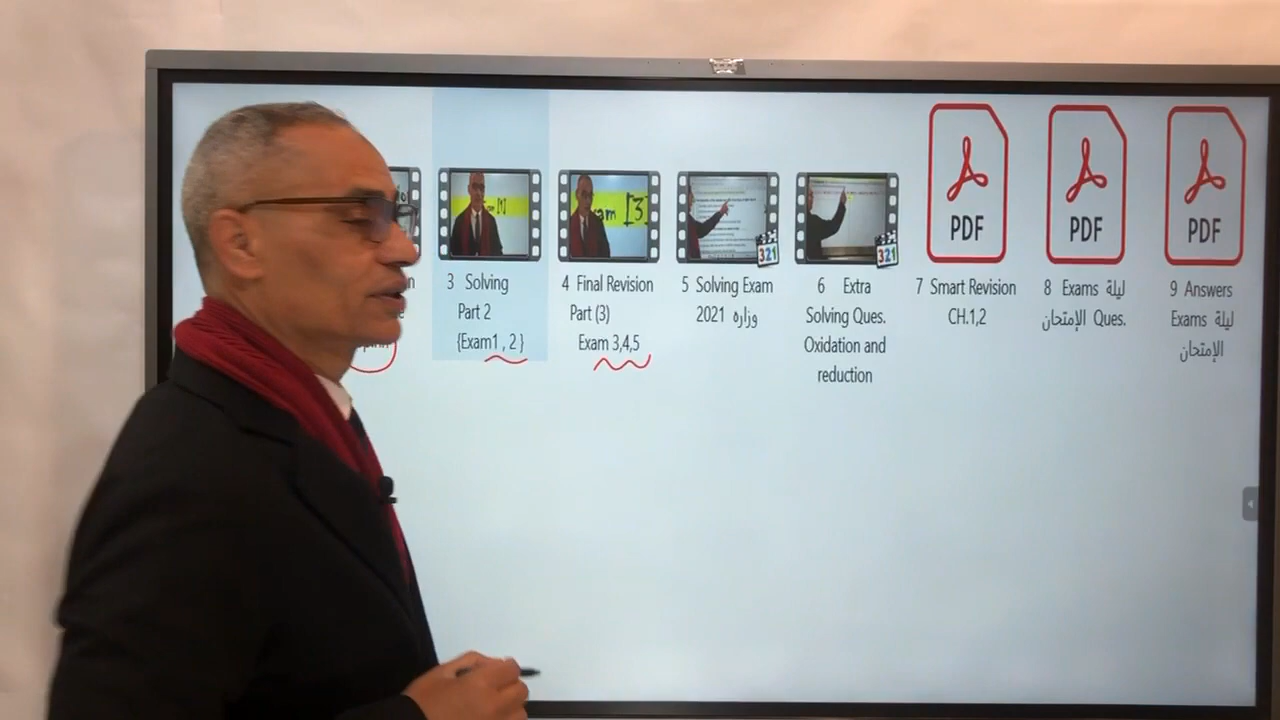 PDF
PDF
PDF
3 Solving
Part 2
{Exam1 , 2 }
4 Final Revision
Part (3)
Exam 3,4,5
5 Solving Exam
2021 وزارة
6 Extra
Solving Ques.
Oxidation and
reduction
7 Smart Revision
CH.1,2
8 Exams ليلة
الإمتحان Ques.
9 Answers
Exams ليلة
الإمتحان
[3
321
321